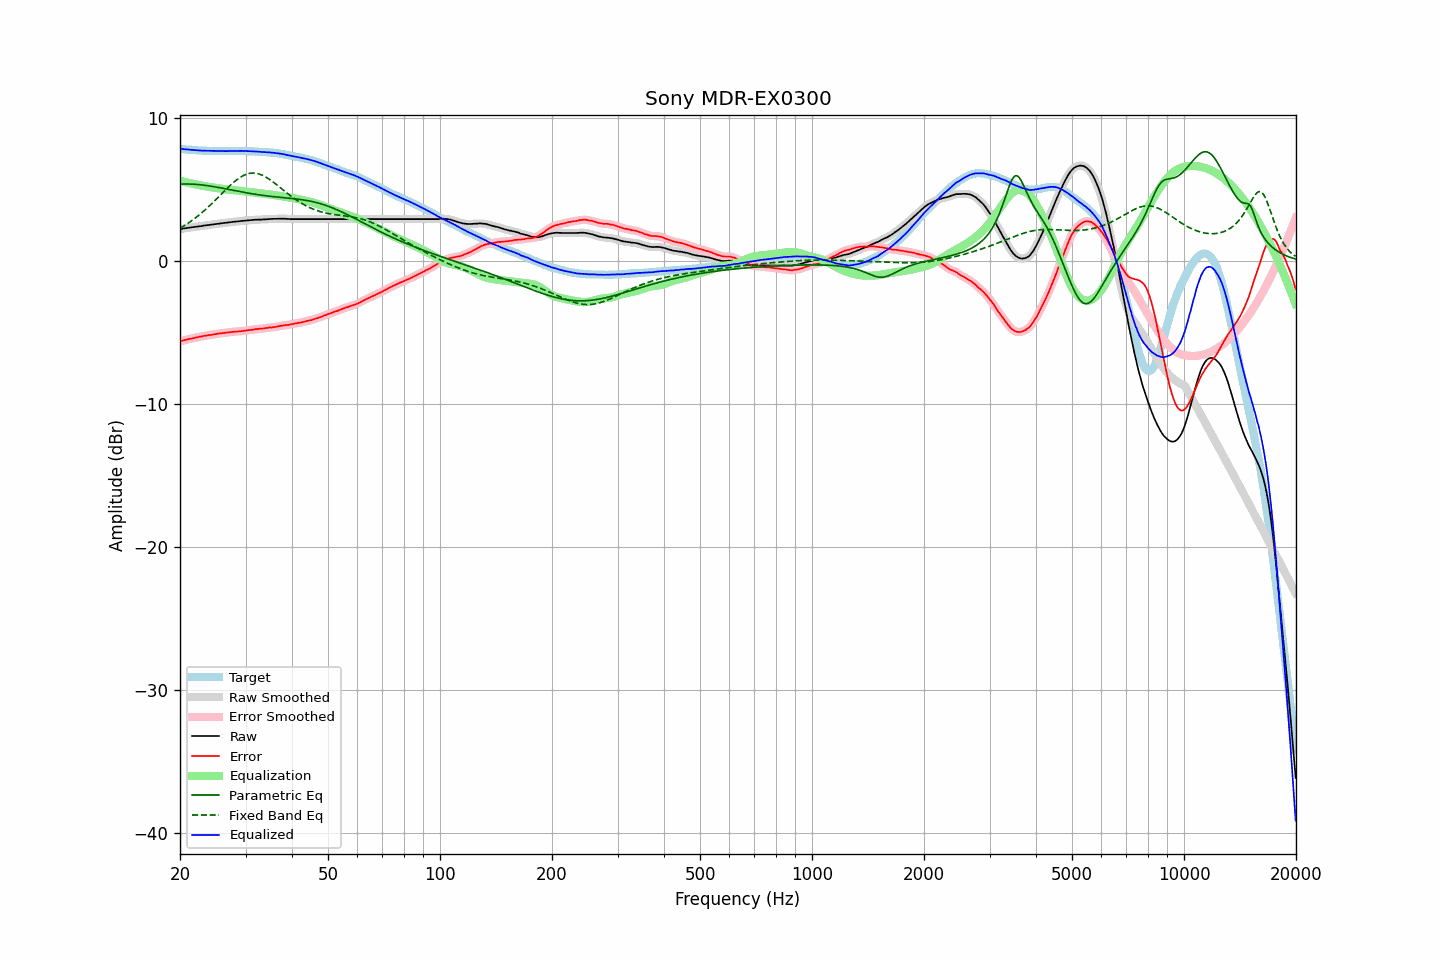 Sony MDR-EX0300
10
0
−10
−20
−30
−40
Amplitude (dBr)
Target
Raw Smoothed
Error Smoothed
Raw
Error
Equalization
Parametric Eq
Fixed Band Eq
Equalized
20 50 100 200 500 1000 2000 5000 10000 20000
Frequency (Hz)